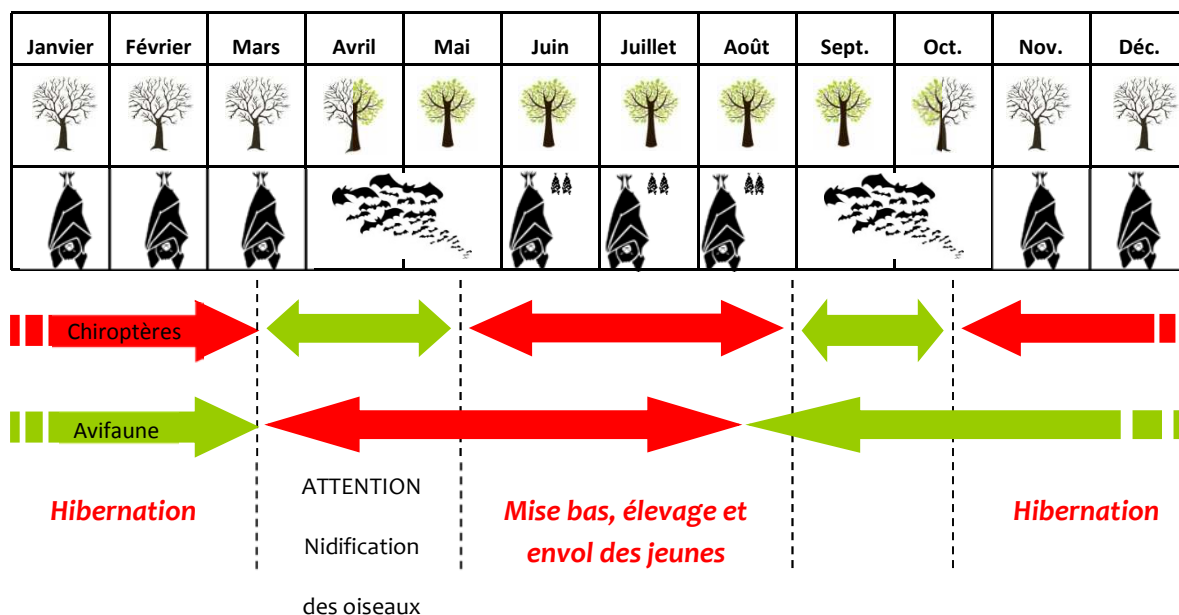 Janvier Février Mars Avril Mai Juin Juillet Août Sept. Oct. Nov. Déc.
Chiroptères
Avifaune
Hibernation
ATTENTION
Nidification
des oiseaux
Mise bas, élevage et
envol des jeunes
Hibernation